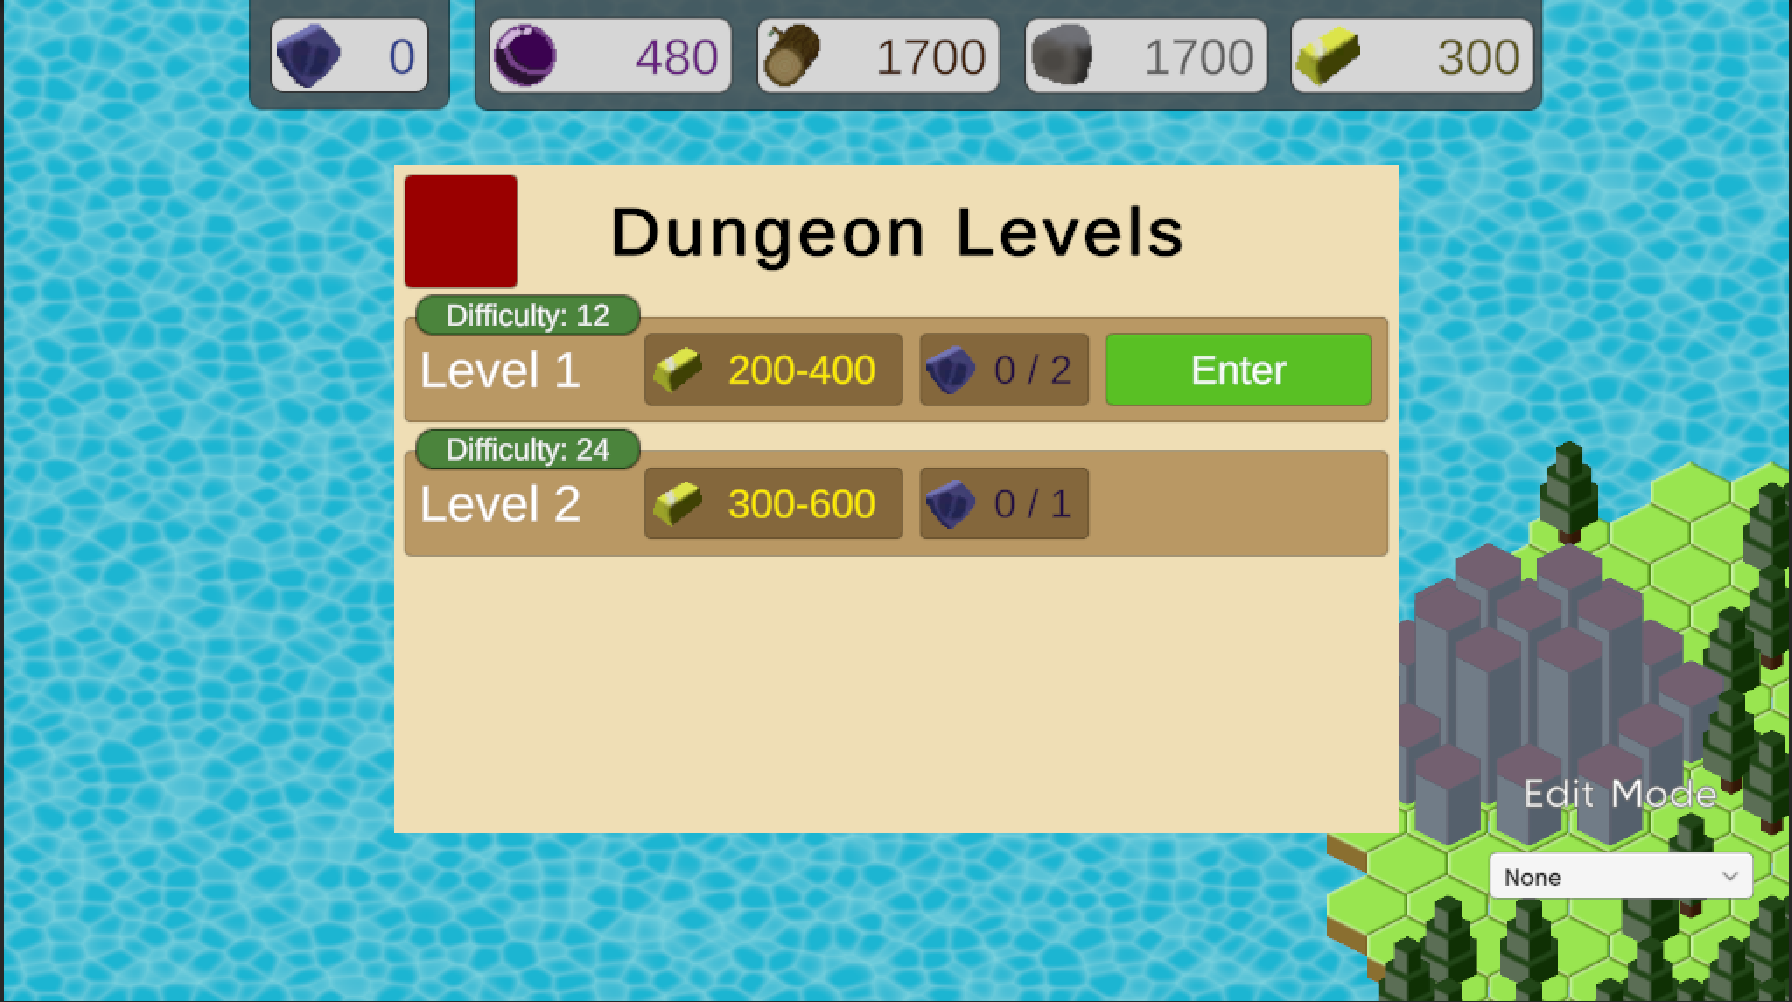 0 480 1700 1700 300
Dungeon Levels
Difficulty: 12
Level 1 200-400 0 / 2 Enter
Difficulty: 24
Level 2 300-600 0 / 1
Edit Mode
None